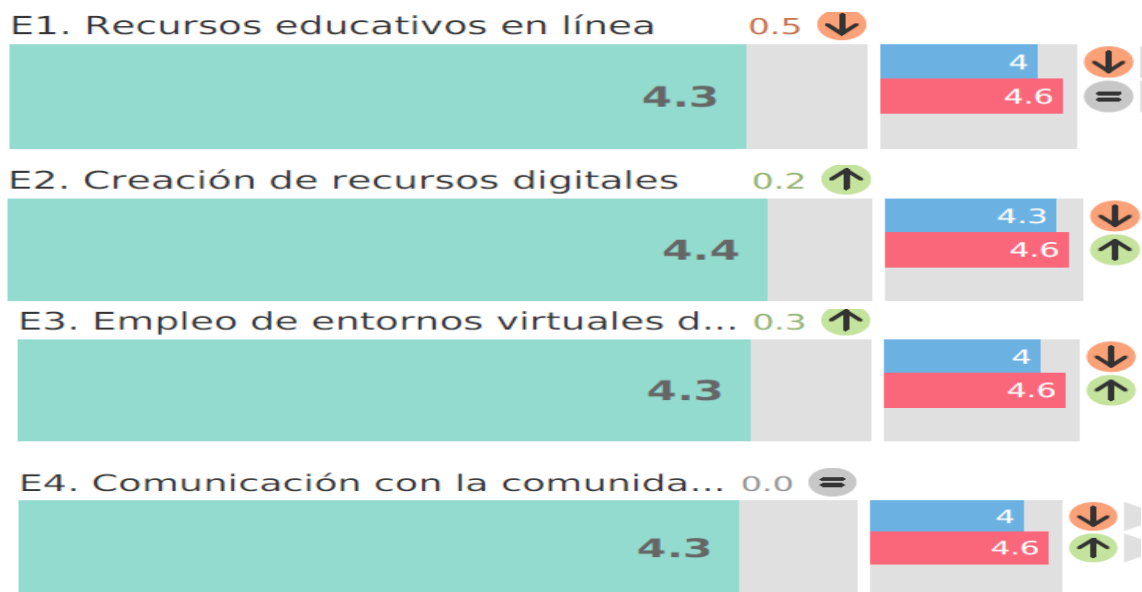 E1. Recursos educativos en línea 0.5 ↓
4 ↓
4.3 4.6 =
E2. Creación de recursos digitales 0.2 ↑
4.3 ↓
4.4 4.6 ↑
E3. Empleo de entornos virtuales d... 0.3 ↑
4 ↓
4.3 4.6 ↑
E4. Comunicación con la comunida... 0.0 =
4 ↓
4.3 4.6 ↑